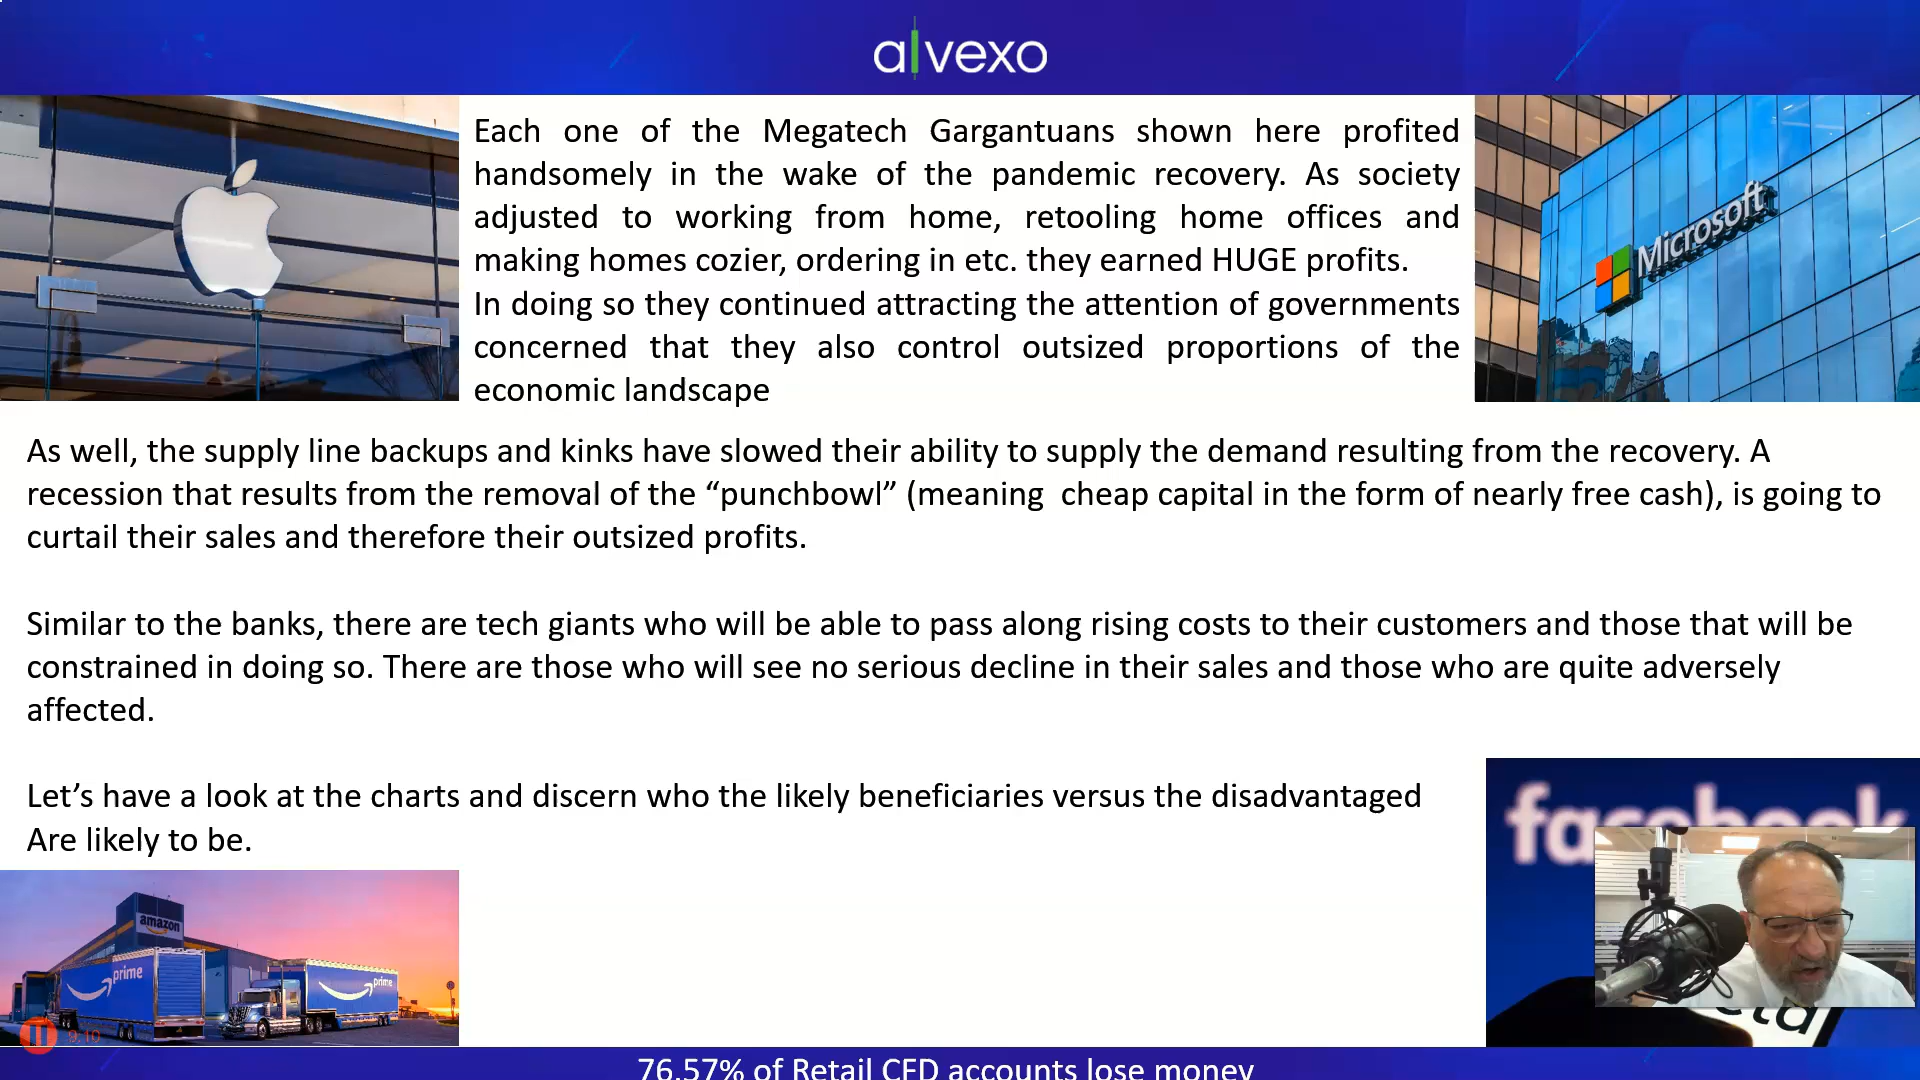 alvexo
Each one of the Megatech Gargantuans shown here profited
handsomely in the wake of the pandemic recovery. As society
adjusted to working from home, retooling home offices and
making homes cozier, ordering in etc. they earned HUGE profits.
In doing so they continued attracting the attention of governments
concerned that they also control outsized proportions of the
economic landscape
Microsoft
As well, the supply line backups and kinks have slowed their ability to supply the demand resulting from the recovery. A
recession that results from the removal of the “punchbowl” (meaning  cheap capital in the form of nearly free cash), is going to
curtail their sales and therefore their outsized profits.
Similar to the banks, there are tech giants who will be able to pass along rising costs to their customers and those that will be
constrained in doing so. There are those who will see no serious decline in their sales and those who are quite adversely
affected.
Let’s have a look at the charts and discern who the likely beneficiaries versus the disadvantaged
Are likely to be.
facebook
amazon
prime
prime
76.57% of Retail CFD accounts lose money